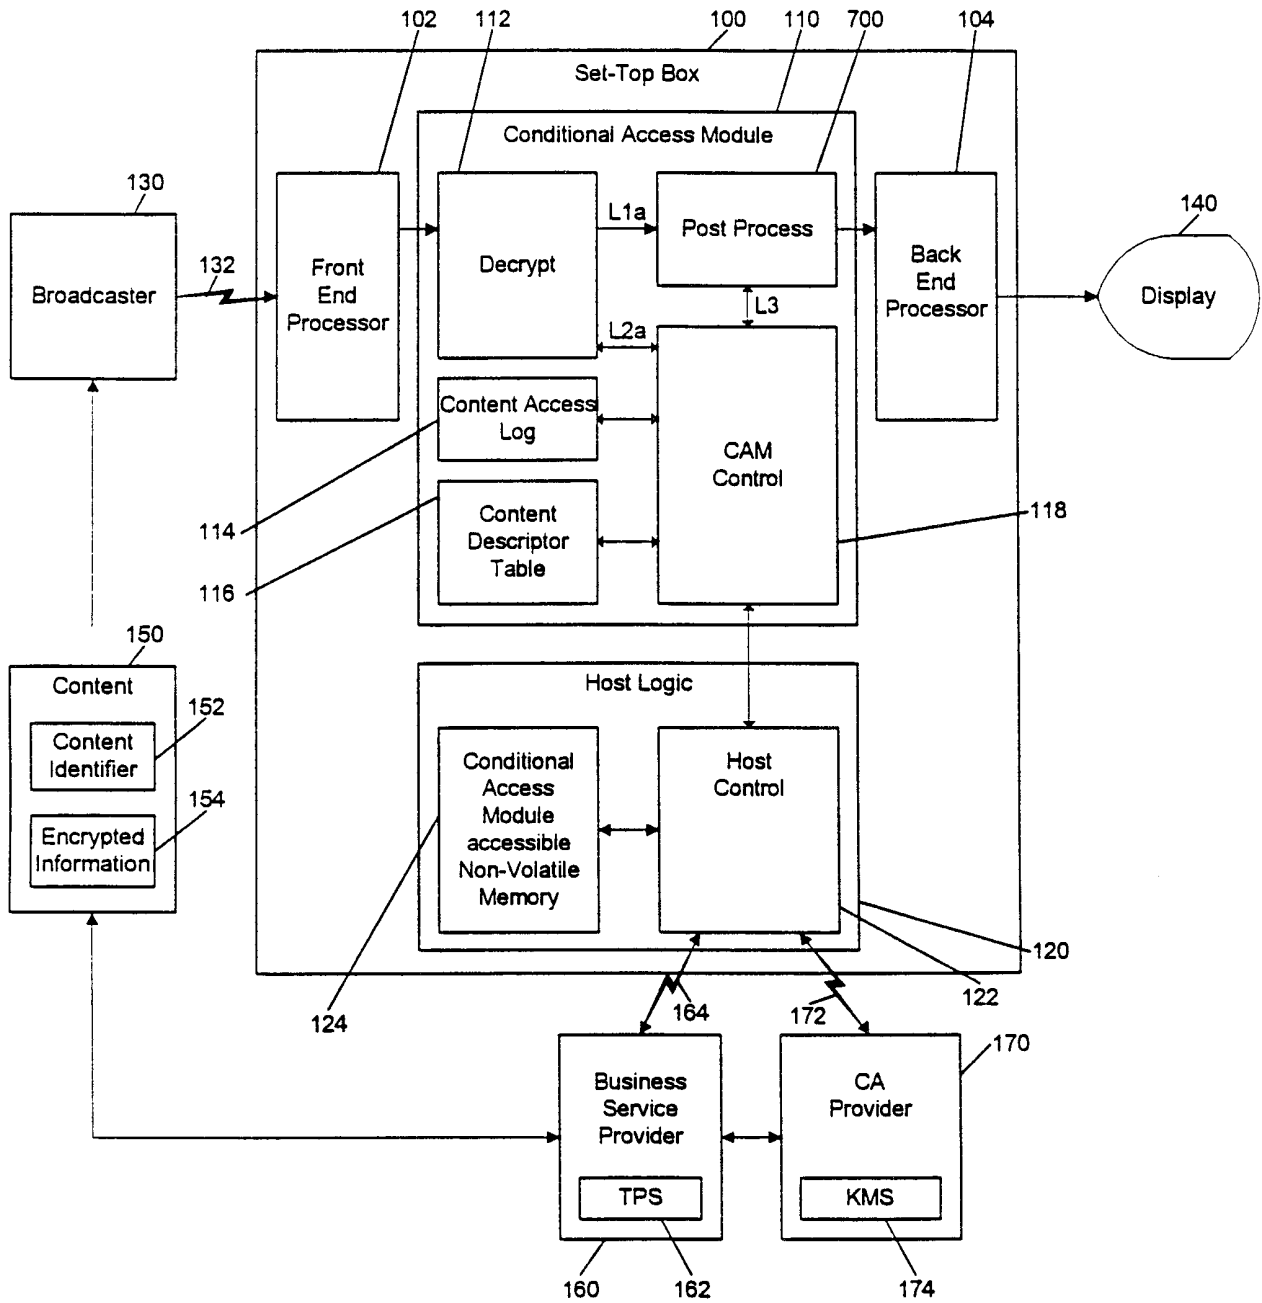 102
112
100
110
700
104
Set-Top Box
Conditional Access Module
130
140
L1a
Post Process
132
Front
End
Processor
Decrypt
Back
End
Processor
Broadcaster
Display
L3
L2a
Content Access
Log
CAM
Control
114
118
Content
Descriptor
Table
116
150
Content
Host Logic
152
Content
Identifier
Conditional
Access
Module
accessible
Non-Volatile
Memory
Host
Control
154
Encrypted
Information
120
122
124
164
172
170
Business
Service
Provider
CA
Provider
TPS
KMS
160
162
174